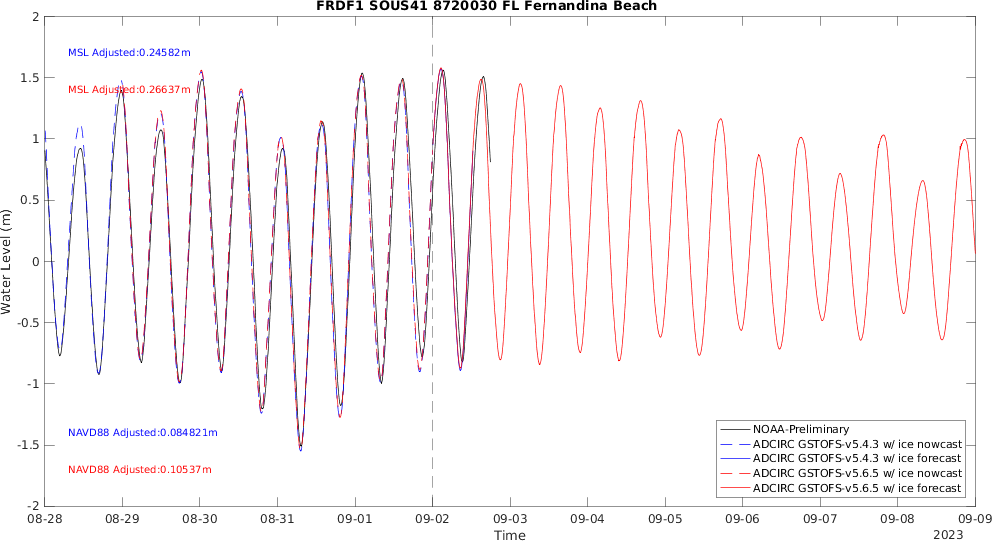 FRDF1 SOUS41 8720030 FL Fernandina Beach
2
1.5
1
0.5
0
-0.5
-1
-1.5
-2
Water Level (m)
MSL Adjusted:0.24582m
MSL Adjusted:0.26637m
NAVD88 Adjusted:0.084821m
NAVD88 Adjusted:0.10537m
NOAA-Preliminary
ADCIRC GSTOFS-v5.4.3 w/ ice nowcast
ADCIRC GSTOFS-v5.4.3 w/ ice forecast
ADCIRC GSTOFS-v5.6.5 w/ ice nowcast
ADCIRC GSTOFS-v5.6.5 w/ ice forecast
08-28 08-29 08-30 08-31 09-01 09-02 09-03 09-04 09-05 09-06 09-07 09-08 09-09
Time
2023